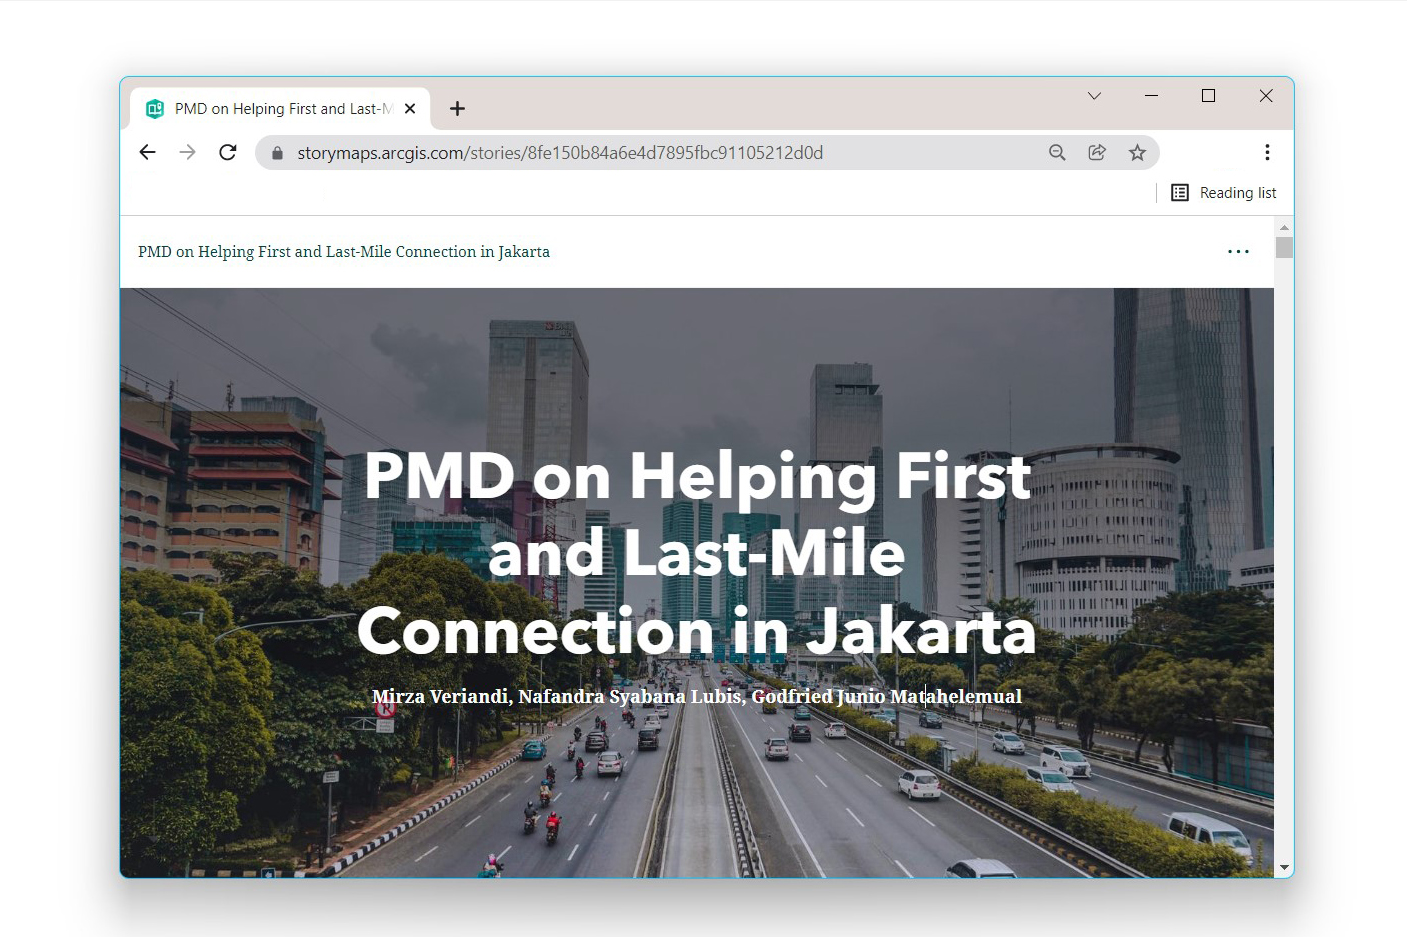 PMD on Helping First and Last-M
storymaps.arcgis.com/stories/8fe150b84a6e4d7895fbc91105212d0d
Reading list
PMD on Helping First and Last-Mile Connection in Jakarta
PMD on Helping First
and Last-Mile
Connection in Jakarta
Mirza Veriandi, Nafandra Syabana Lubis, Godfried Junio Matahelemual